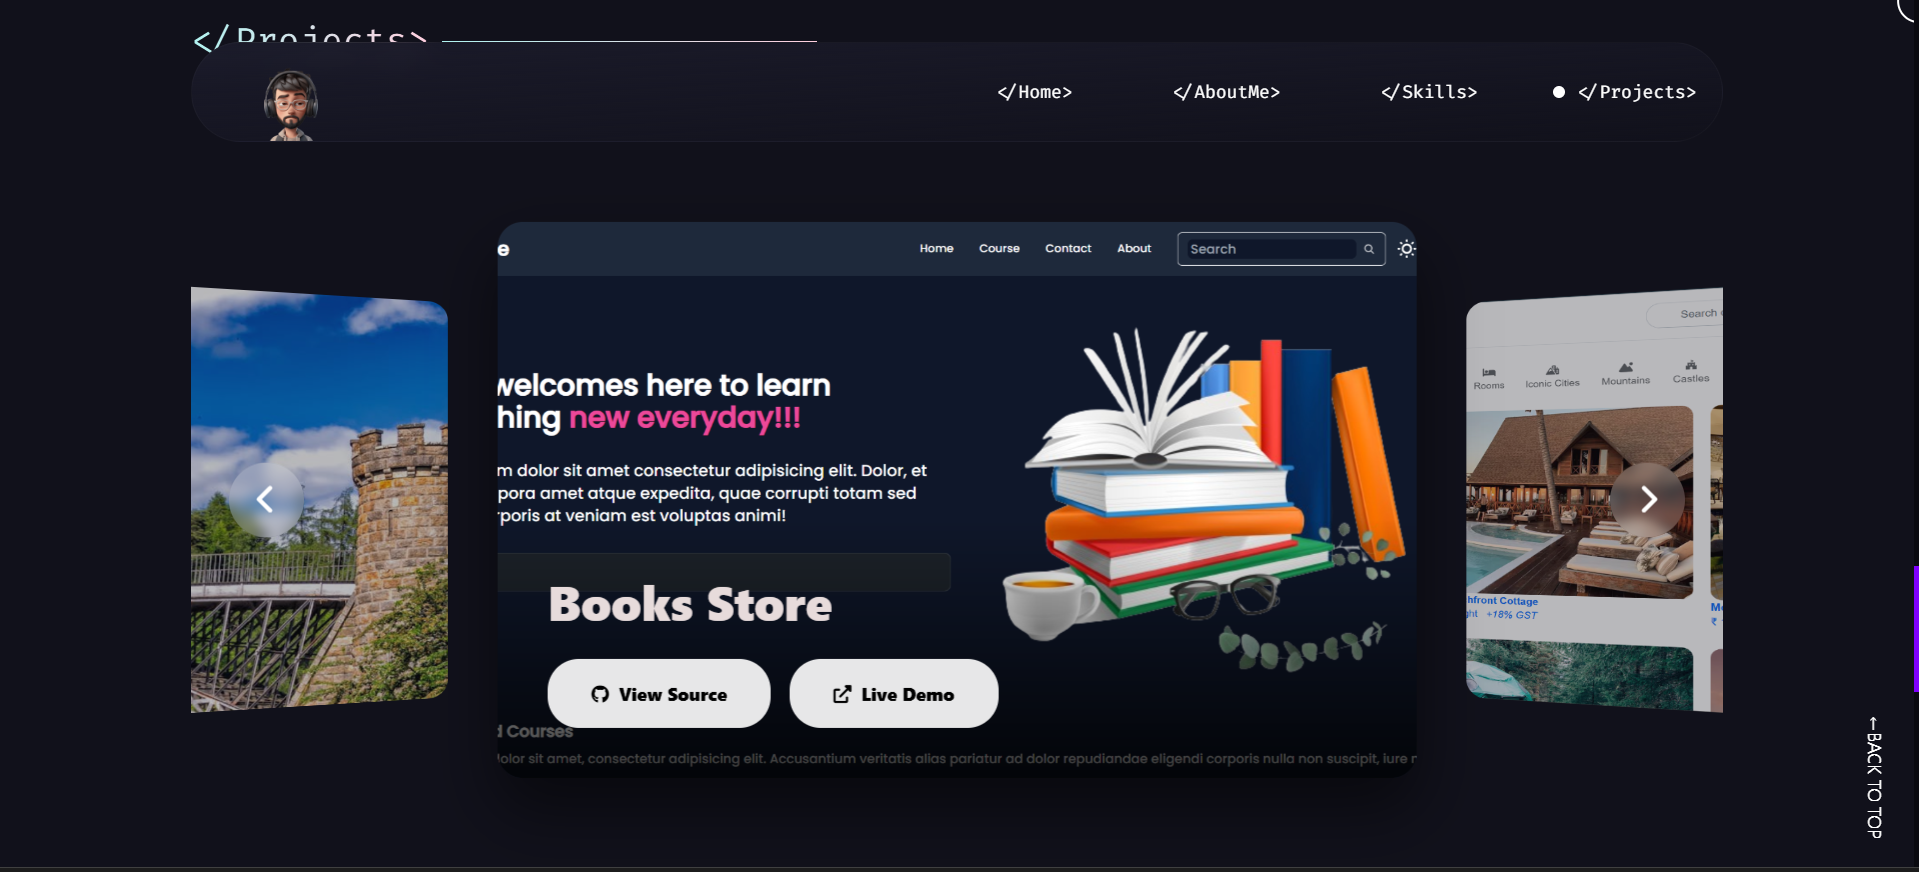 </Projects>
</Home>
</AboutMe>
</Skills>
</Projects>
e
Home
Course
Contact
About
Search
welcomes here to learn
hing new everyday!!!
m dolor sit amet consectetur adipisicing elit. Dolor, et
pora amet atque expedita, quae corrupti totam sed
rporis at veniam est voluptas animi!
Books Store
View Source
Live Demo
d Courses
dolor sit amet, consectetur adipisicing elit. Accusantium veritatis alias pariatur ad dolor repudiandae eligendi corporis nulla non suscipit, iure
Search
Rooms
Iconic Cities
Mountains
Castles
hfront Cottage
ght +18% GST
₹
←BACK TO TOP